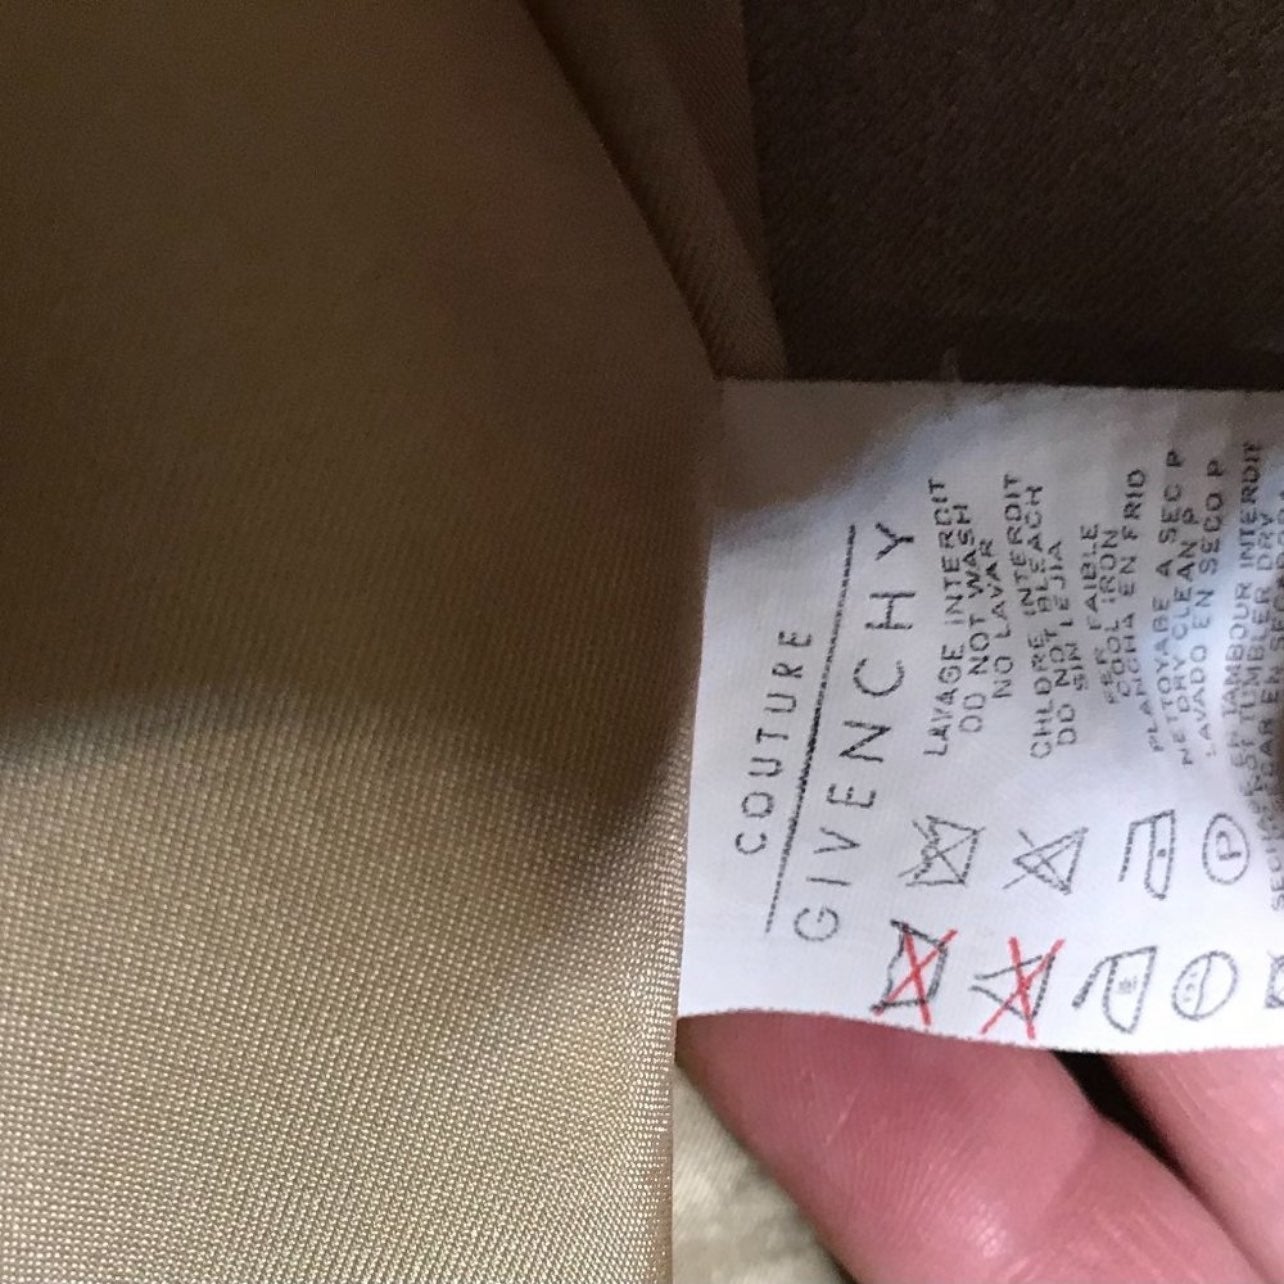 COUTURE
GIVENCHY
LAVAGE INTERDIT
DO NOT WASH
NO LAVAR
CHLORE INTERDIT
DO NOT BLEACH
SIN LEJIA
FER FAIBLE
COOL IRON
PLANCHA EN FRIO
NETTOYABE A SEC P
DRY CLEAN P
LAVADO EN SECO P
TAMBOUR INTERDIT
TUMBLER DRY
P